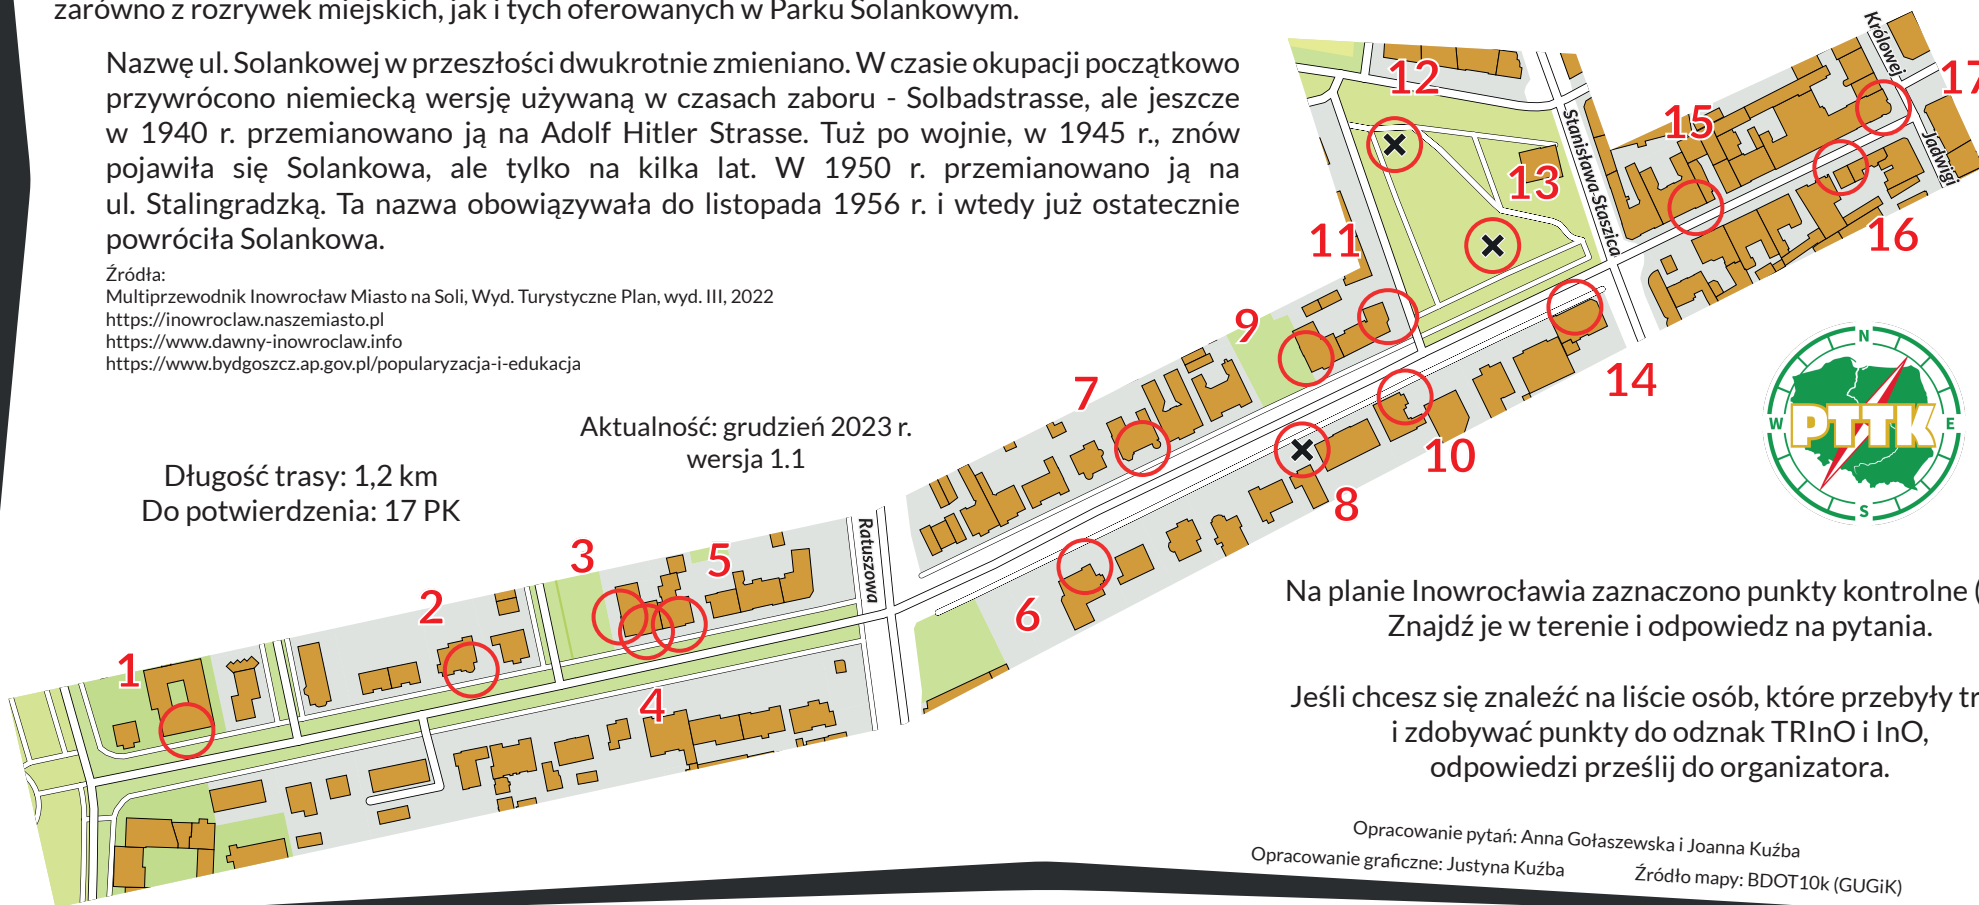 zarówno z rozrywek miejskich, jak i tych oferowanych w Parku Solankowym.
Nazwę ul. Solankowej w przeszłości dwukrotnie zmieniano. W czasie okupacji początkowo
przywrócono niemiecką wersję używaną w czasach zaboru - Solbadstrasse, ale jeszcze
w 1940 r. przemianowano ją na Adolf Hitler Strasse. Tuż po wojnie, w 1945 r., znów
pojawiła się Solankowa, ale tylko na kilka lat. W 1950 r. przemianowano ją na
ul. Stalingradzką. Ta nazwa obowiązywała do listopada 1956 r. i wtedy już ostatecznie
powróciła Solankowa.
Źródła:
Multiprzewodnik Inowrocław Miasto na Soli, Wyd. Turystyczne Plan, wyd. III, 2022
https://inowroclaw.naszemiasto.pl
https://www.dawny-inowroclaw.info
https://www.bydgoszcz.ap.gov.pl/popularyzacja-i-edukacja
Aktualność: grudzień 2023 r.
wersja 1.1
Długość trasy: 1,2 km
Do potwierdzenia: 17 PK
1
2
3
4
5
Ratuszowa
6
7
8
9
10
11
12
13
14
Stanisława Staszica
15
16
17
Królowej
Jadwigi
N
W
PTTK
E
S
Na planie Inowrocławia zaznaczono punkty kontrolne (
Znajdź je w terenie i odpowiedz na pytania.
Jeśli chcesz się znaleźć na liście osób, które przebyły tr
i zdobywać punkty do odznak TRInO i InO,
odpowiedzi prześlij do organizatora.
Opracowanie pytań: Anna Gołaszewska i Joanna Kuźba
Opracowanie graficzne: Justyna Kuźba
Źródło mapy: BDOT10k (GUGiK)